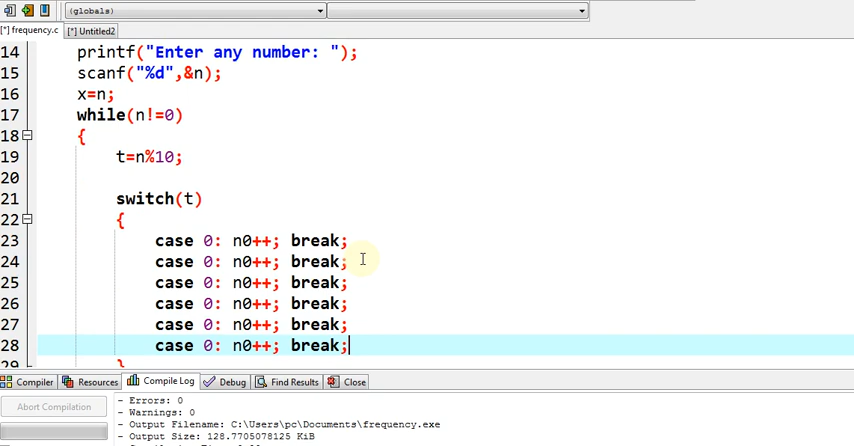 (globals)
[*] frequency.c [*] Untitled2
14 printf("Enter any number: ");
15 scanf("%d",&n);
16 x=n;
17 while(n!=0)
18 {
19 t=n%10;
20
21 switch(t)
22 {
23 case 0: n0++; break;
24 case 0: n0++; break;
25 case 0: n0++; break;
26 case 0: n0++; break;
27 case 0: n0++; break;
28 case 0: n0++; break;
29 }
Compiler Resources Compile Log Debug Find Results Close
Abort Compilation
- Errors: 0
- Warnings: 0
- Output Filename: C:\Users\pc\Documents\frequency.exe
- Output Size: 128.7705078125 KiB